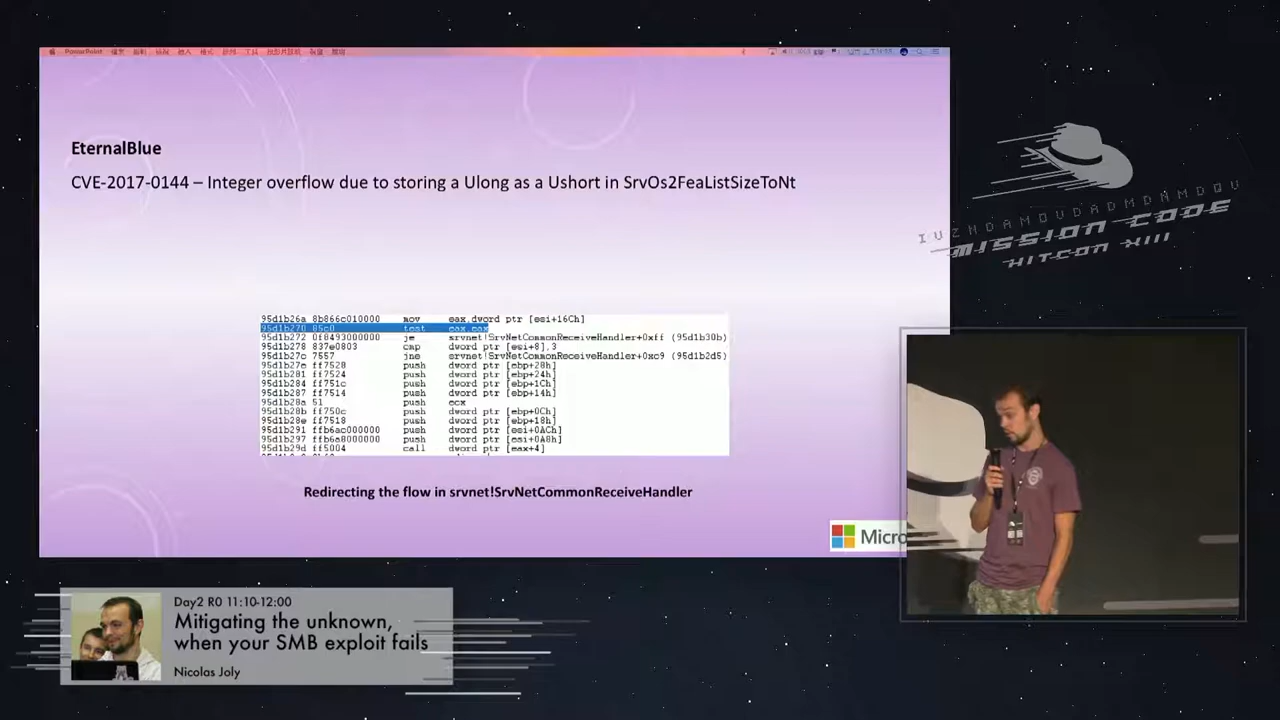 PowerPoint
EternalBlue
CVE-2017-0144 – Integer overflow due to storing a Ulong as a Ushort in SrvOs2FeaListSizeToNt
95d1b26a 8b866c010000 mov eax,dword ptr [esi+16Ch]
95d1b270 85c0 test eax,eax
95d1b272 0f8493000000 je srvnet!SrvNetCommonReceiveHandler+0xff (95d1b30b)
95d1b278 837e0803 cmp dword ptr [esi+8],3
95d1b27c 7557 jne srvnet!SrvNetCommonReceiveHandler+0xc9 (95d1b2d5)
95d1b27e ff7528 push dword ptr [ebp+28h]
95d1b281 ff7524 push dword ptr [ebp+24h]
95d1b284 ff751c push dword ptr [ebp+1Ch]
95d1b287 ff7514 push dword ptr [ebp+14h]
95d1b28a 51 push ecx
95d1b28b ff750c push dword ptr [ebp+0Ch]
95d1b28e ff7518 push dword ptr [ebp+18h]
95d1b291 ffb6ac000000 push dword ptr [esi+0ACh]
95d1b297 ffb6a8000000 push dword ptr [esi+0A8h]
95d1b29d ff5004 call dword ptr [eax+4]
Redirecting the flow in srvnet!SrvNetCommonReceiveHandler
Micro
IVZNDAMOVDADMDNMDQV
MISSION CODE
HITCON XIII
Day2 R0 11:10-12:00
Mitigating the unknown,
when your SMB exploit fails
Nicolas Joly